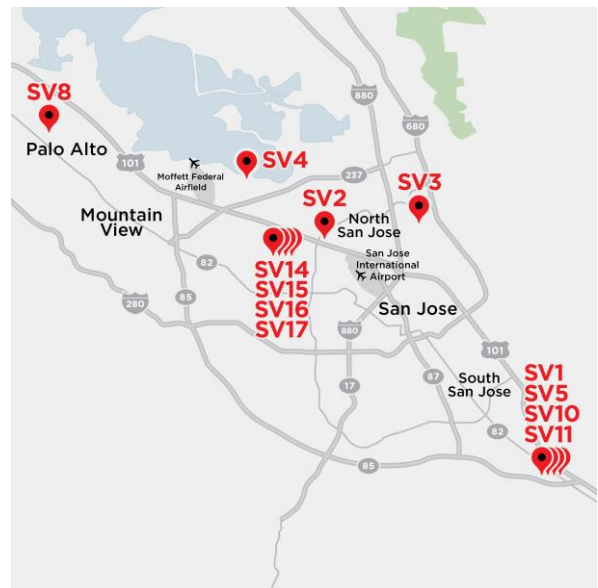 880
SV8
680
Palo Alto
101
SV4
Moffett Federal
Airfield
237
SV3
SV2
Mountain
View
North
San Jose
82
SV14
SV15
SV16
SV17
San Jose
International
Airport
280
85
San Jose
880
101
17
87
South
San Jose
SV1
SV5
SV10
SV11
82
85